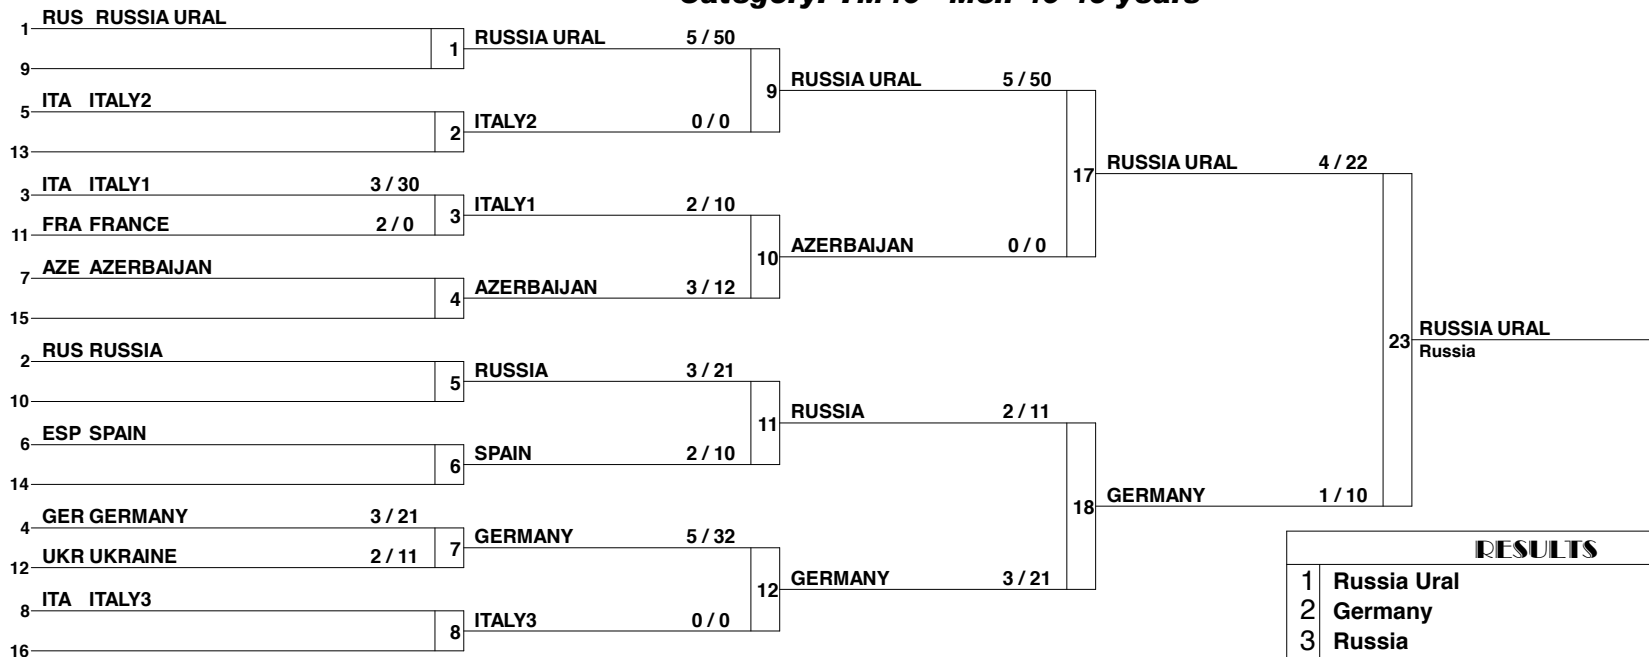 1 RUS RUSSIA URAL
9
1 RUSSIA URAL 5 / 50
5 ITA ITALY2
13
2 ITALY2 0 / 0
9 RUSSIA URAL 5 / 50
3 ITA ITALY1 3 / 30
11 FRA FRANCE 2 / 0
3 ITALY1 2 / 10
7 AZE AZERBAIJAN
15
4 AZERBAIJAN 3 / 12
10 AZERBAIJAN 0 / 0
17 RUSSIA URAL 4 / 22
2 RUS RUSSIA
10
5 RUSSIA 3 / 21
6 ESP SPAIN
14
6 SPAIN 2 / 10
11 RUSSIA 2 / 11
4 GER GERMANY 3 / 21
12 UKR UKRAINE 2 / 11
7 GERMANY 5 / 32
8 ITA ITALY3
16
8 ITALY3 0 / 0
12 GERMANY 3 / 21
18 GERMANY 1 / 10
23 RUSSIA URAL
Russia
RESULTS
1 Russia Ural
2 Germany
3 Russia